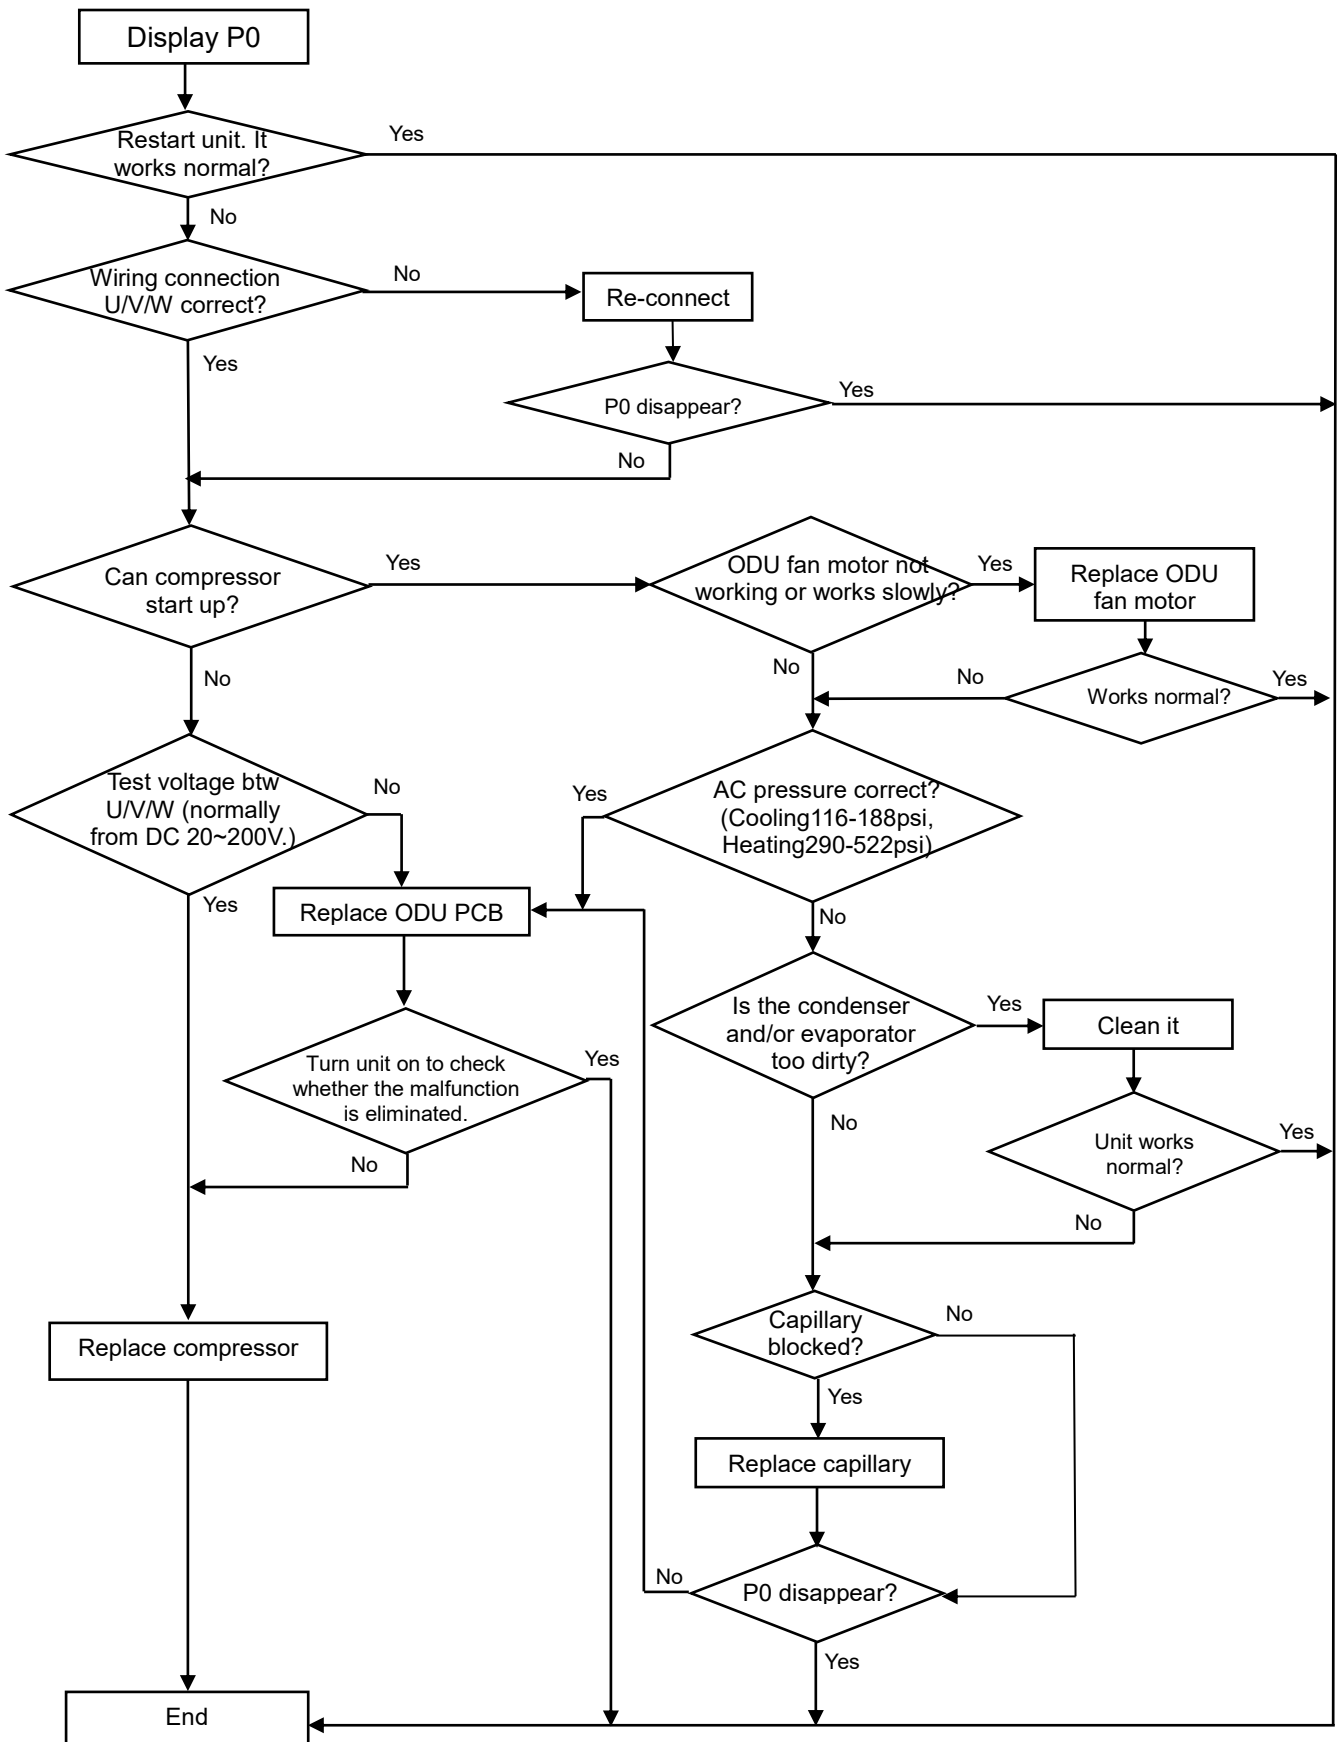 Display P0
Restart unit. It
works normal?
Yes
No
Wiring connection
U/V/W correct?
No
Re-connect
Yes
P0 disappear?
Yes
No
Can compressor
start up?
Yes
ODU fan motor not
working or works slowly?
Yes
Replace ODU
fan motor
No
No
No
Works normal?
Yes
Test voltage btw
U/V/W (normally
from DC 20~200V.)
No
Yes
AC pressure correct?
(Cooling116-188psi,
Heating290-522psi)
Yes
Replace ODU PCB
No
Is the condenser
and/or evaporator
too dirty?
Yes
Clean it
Turn unit on to check
whether the malfunction
is eliminated.
Yes
No
No
Unit works
normal?
Yes
No
Capillary
blocked?
No
Replace compressor
Yes
Replace capillary
No
P0 disappear?
Yes
End